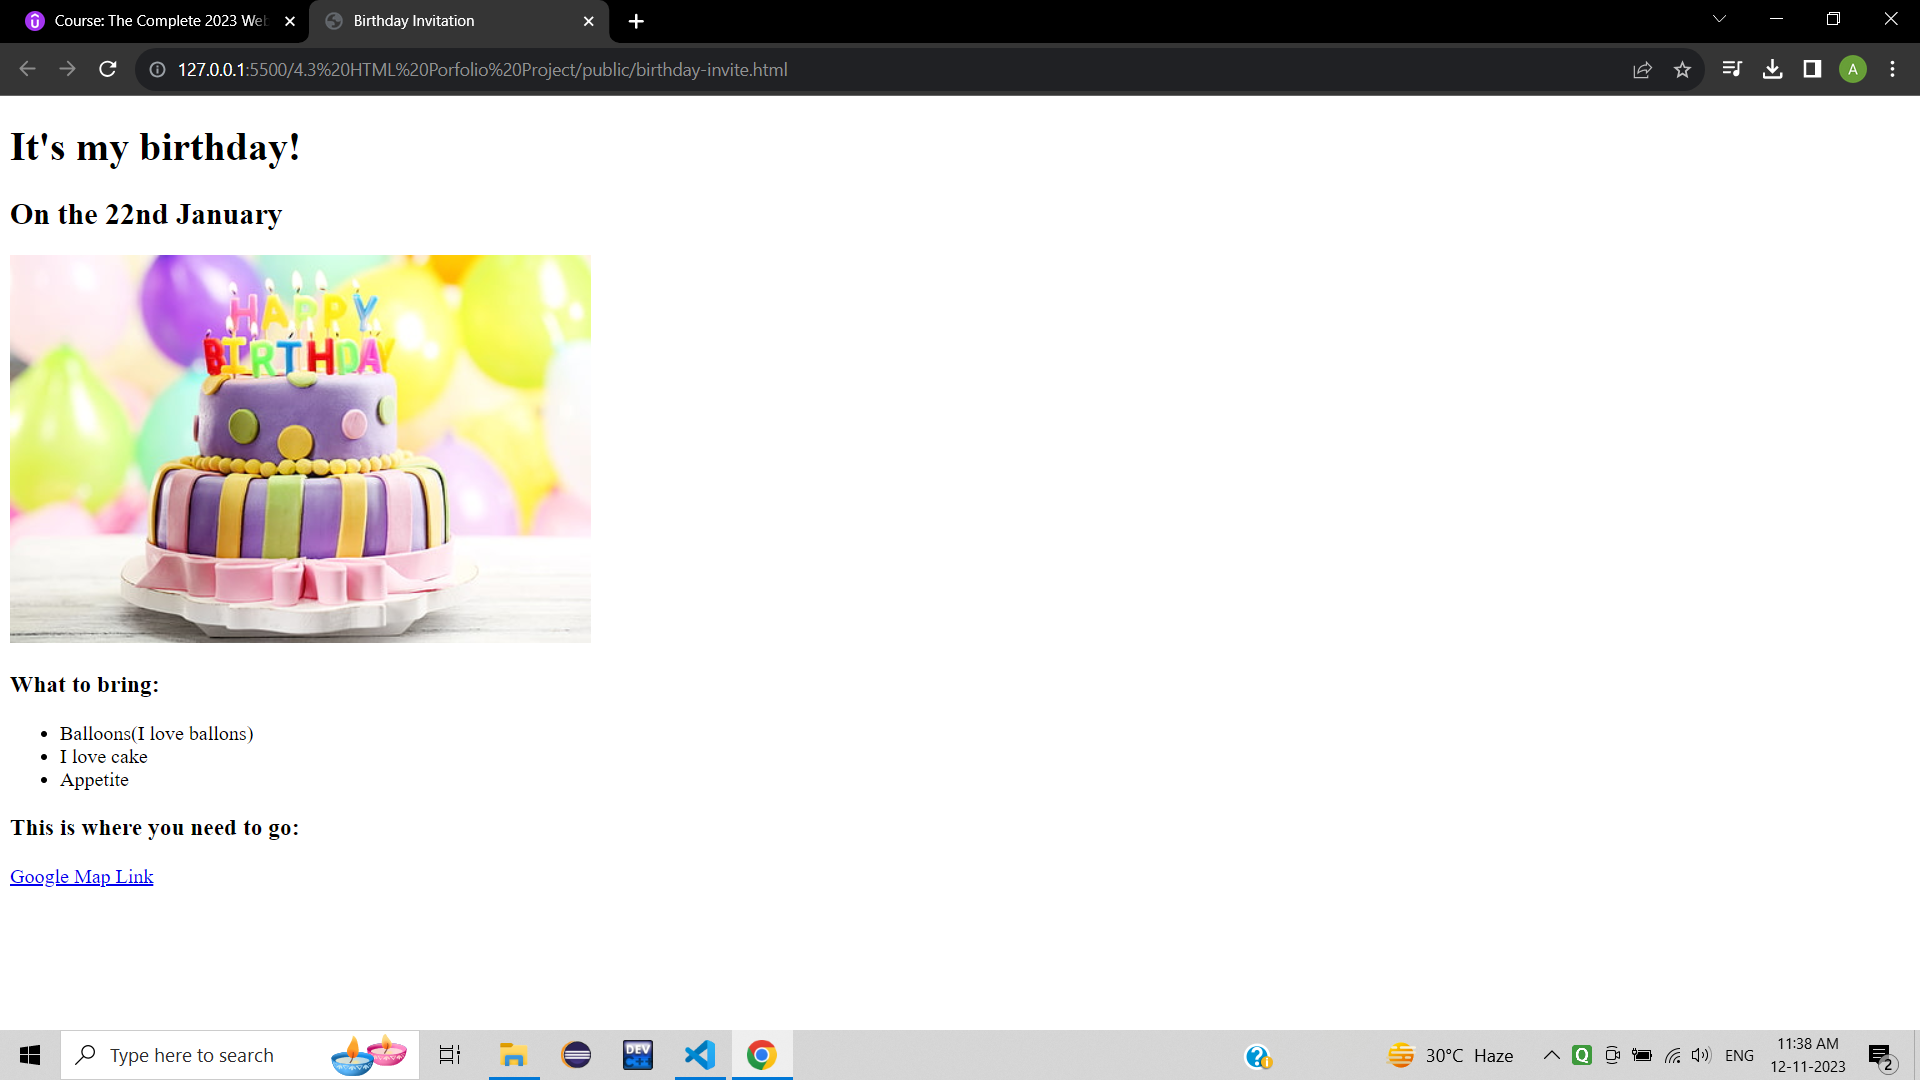 Course: The Complete 2023 Web
Birthday Invitation
127.0.0.1:5500/4.3%20HTML%20Porfolio%20Project/public/birthday-invite.html
A
It's my birthday!
On the 22nd January
HAPPY
BIRTHDAY
What to bring:
Balloons(I love ballons)
I love cake
Appetite
This is where you need to go:
Google Map Link
Type here to search
DEV
C++
30°C Haze
Q
ENG
11:38 AM
12-11-2023
2